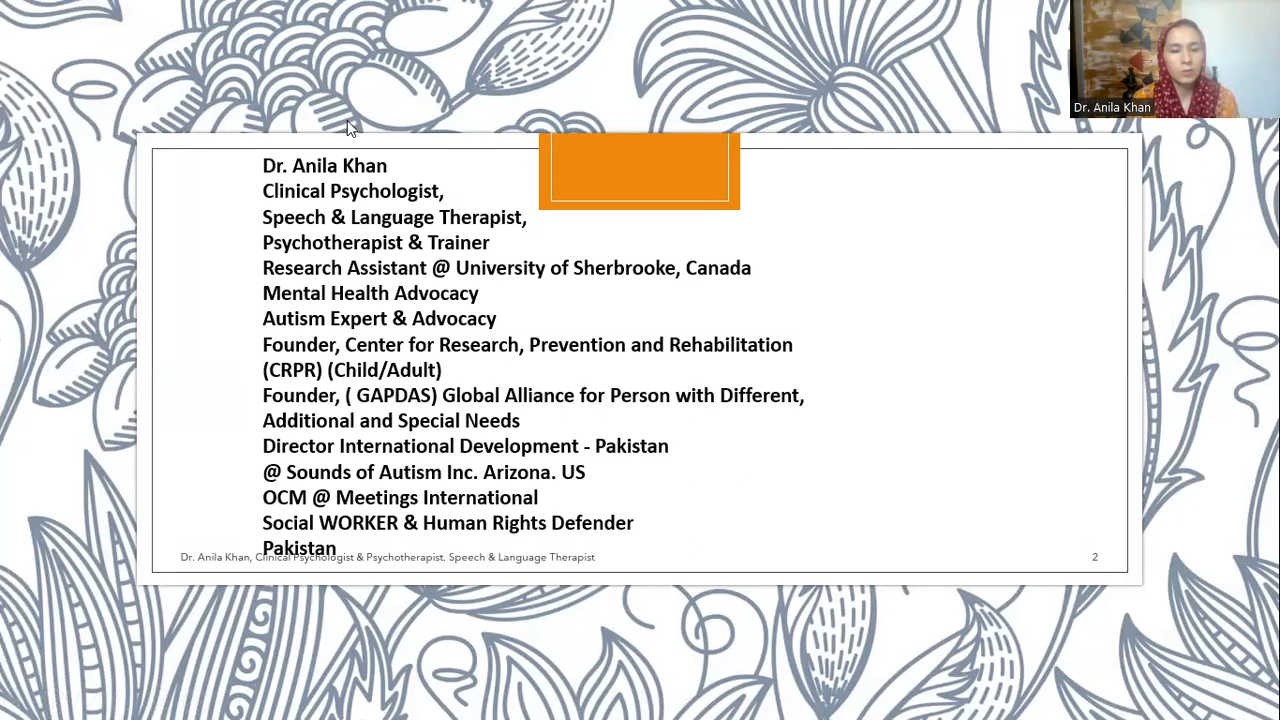 Dr. Anila Khan
Dr. Anila Khan
Clinical Psychologist,
Speech & Language Therapist,
Psychotherapist & Trainer
Research Assistant @ University of Sherbrooke, Canada
Mental Health Advocacy
Autism Expert & Advocacy
Founder, Center for Research, Prevention and Rehabilitation
(CRPR) (Child/Adult)
Founder, ( GAPDAS) Global Alliance for Person with Different,
Additional and Special Needs
Director International Development - Pakistan
@ Sounds of Autism Inc. Arizona. US
OCM @ Meetings International
Social WORKER & Human Rights Defender
Pakistan
Dr. Anila Khan, Clinical Psychologist & Psychotherapist. Speech & Language Therapist
2